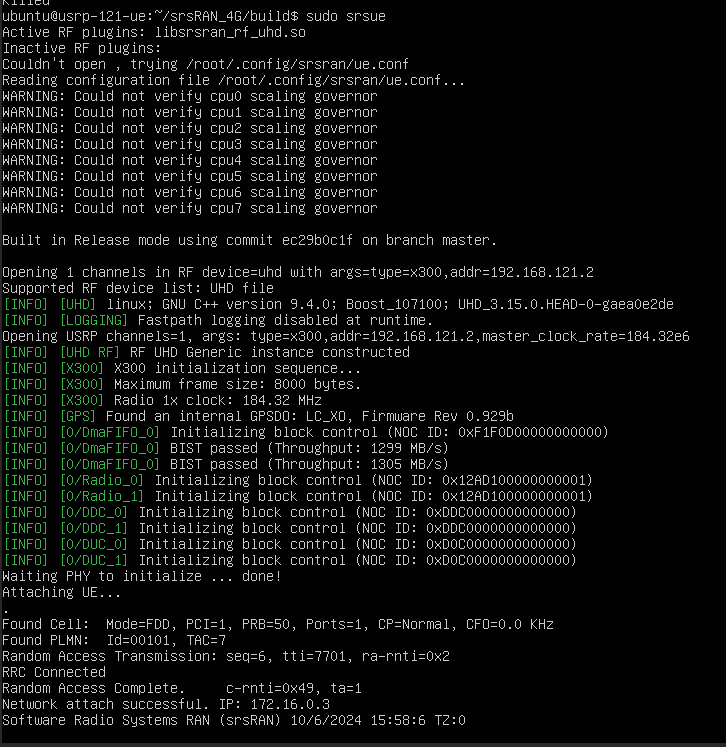 Killed
ubuntu@usrp-121-ue:~/srsRAN_4G/build$ sudo srsue
Active RF plugins: libsrsran_rf_uhd.so
Inactive RF plugins:
Couldn't open , trying /root/.config/srsran/ue.conf
Reading configuration file /root/.config/srsran/ue.conf...
WARNING: Could not verify cpu0 scaling governor
WARNING: Could not verify cpu1 scaling governor
WARNING: Could not verify cpu2 scaling governor
WARNING: Could not verify cpu3 scaling governor
WARNING: Could not verify cpu4 scaling governor
WARNING: Could not verify cpu5 scaling governor
WARNING: Could not verify cpu6 scaling governor
WARNING: Could not verify cpu7 scaling governor
Built in Release mode using commit ec29b0c1f on branch master.
Opening 1 channels in RF device=uhd with args=type=x300,addr=192.168.121.2
Supported RF device list: UHD file
[INFO] [UHD] linux; GNU C++ version 9.4.0; Boost_107100; UHD_3.15.0.HEAD-0-gaea0e2de
[INFO] [LOGGING] Fastpath logging disabled at runtime.
Opening USRP channels=1, args: type=x300,addr=192.168.121.2,master_clock_rate=184.32e6
[INFO] [UHD RF] RF UHD Generic instance constructed
[INFO] [X300] X300 initialization sequence...
[INFO] [X300] Maximum frame size: 8000 bytes.
[INFO] [X300] Radio 1x clock: 184.32 MHz
[INFO] [GPS] Found an internal GPSDO: LC_XO, Firmware Rev 0.929b
[INFO] [0/DmaFIFO_0] Initializing block control (NOC ID: 0xF1F0D00000000000)
[INFO] [0/DmaFIFO_0] BIST passed (Throughput: 1299 MB/s)
[INFO] [0/DmaFIFO_0] BIST passed (Throughput: 1305 MB/s)
[INFO] [0/Radio_0] Initializing block control (NOC ID: 0x12AD100000000001)
[INFO] [0/Radio_1] Initializing block control (NOC ID: 0x12AD100000000001)
[INFO] [0/DDC_0] Initializing block control (NOC ID: 0xDDC0000000000000)
[INFO] [0/DDC_1] Initializing block control (NOC ID: 0xDDC0000000000000)
[INFO] [0/DUC_0] Initializing block control (NOC ID: 0xD0C0000000000000)
[INFO] [0/DUC_1] Initializing block control (NOC ID: 0xD0C0000000000000)
Waiting PHY to initialize ... done!
Attaching UE...
.
Found Cell:  Mode=FDD, PCI=1, PRB=50, Ports=1, CP=Normal, CFO=0.0 KHz
Found PLMN:  Id=00101, TAC=7
Random Access Transmission: seq=6, tti=7701, ra-rnti=0x2
RRC Connected
Random Access Complete.     c-rnti=0x49, ta=1
Network attach successful. IP: 172.16.0.3
Software Radio Systems RAN (srsRAN) 10/6/2024 15:58:6 TZ:0